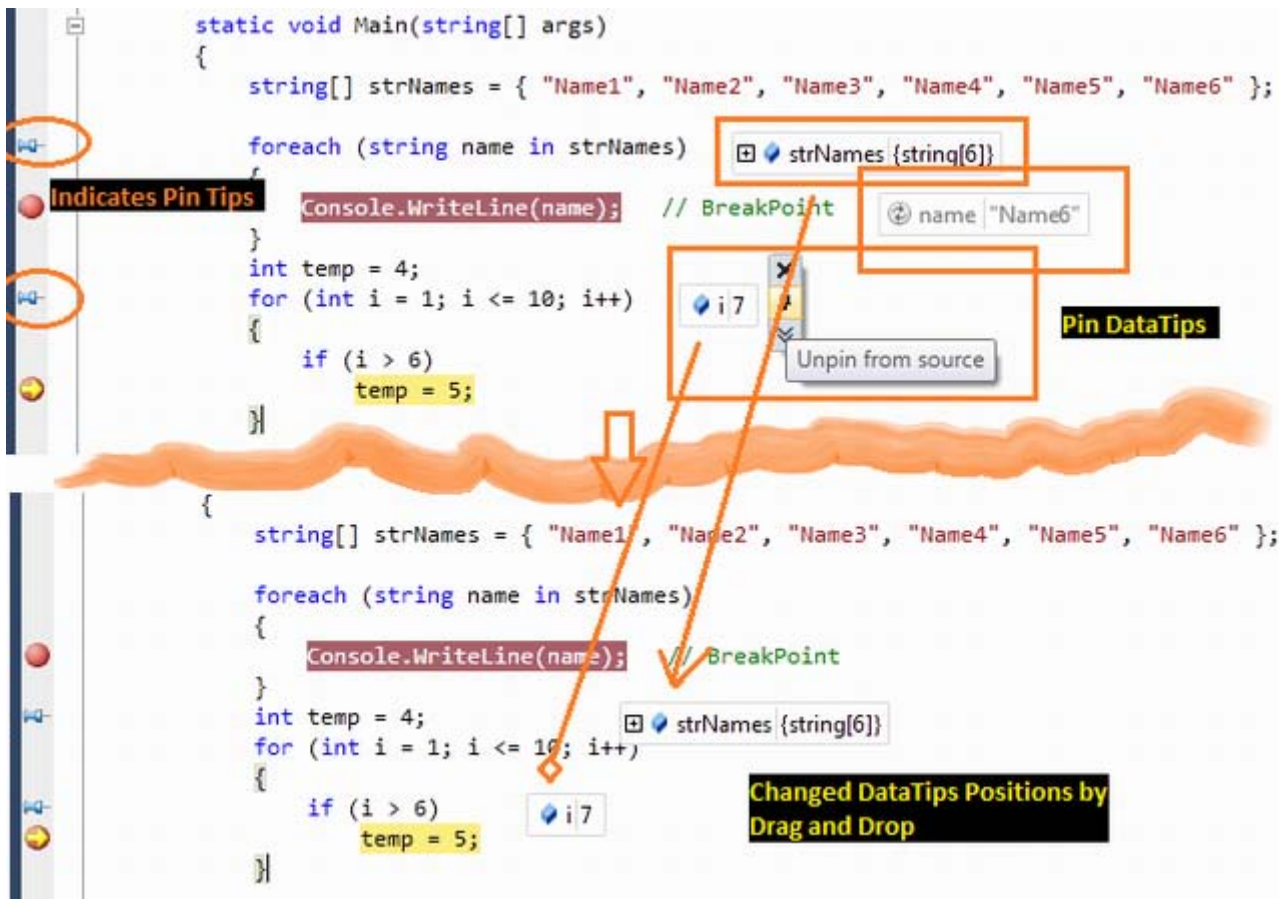 static void Main(string[] args)
{
string[] strNames = { "Name1", "Name2", "Name3", "Name4", "Name5", "Name6" };
foreach (string name in strNames)
strNames {string[6]}
{
Indicates Pin Tips
Console.WriteLine(name); // BreakPoint
name "Name6"
}
int temp = 4;
for (int i = 1; i <= 10; i++)
i 7
Pin DataTips
{
Unpin from source
if (i > 6)
temp = 5;
}
{
string[] strNames = { "Name1", "Name2", "Name3", "Name4", "Name5", "Name6" };
foreach (string name in strNames)
{
Console.WriteLine(name); // BreakPoint
}
int temp = 4;
strNames {string[6]}
for (int i = 1; i <= 10; i++)
{
Changed DataTips Positions by
Drag and Drop
if (i > 6)
i 7
temp = 5;
}